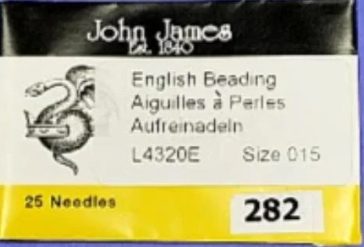 John James
Est. 1840
English Beading
Aiguilles à Perles
Aufreinadeln
L4320E Size 015
25 Needles
282